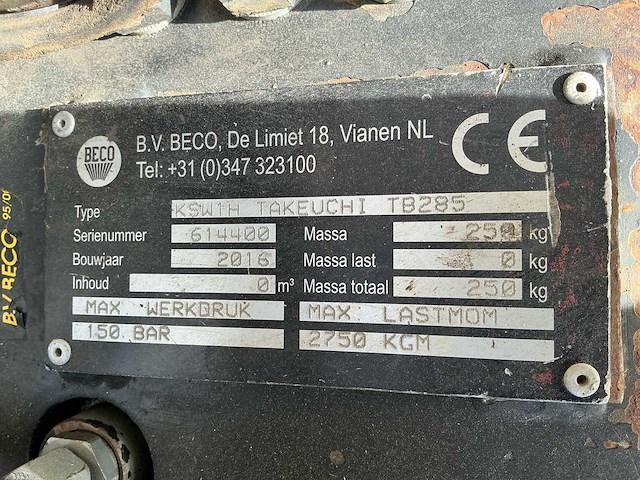 BECO
B.V. BECO, De Limiet 18, Vianen NL
Tel: +31 (0)347 323100
CE
Type KSW1H TAKEUCHI TB285
Serienummer 614400 Massa 250 kg
Bouwjaar 2016 Massa last 0 kg
Inhoud 0 m³ Massa totaal 250 kg
MAX. WERKDRUK MAX. LASTMOM
150 BAR 2750 KGM
B.V. BECO